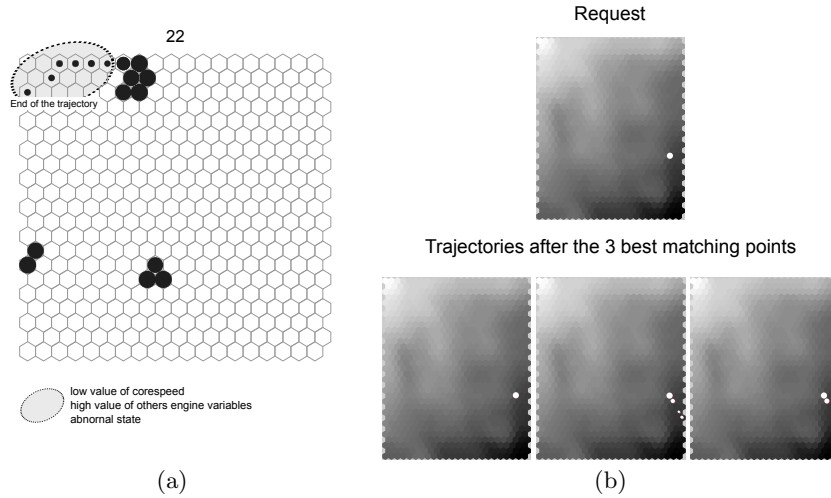 22
End of the trajectory
low value of corespeed
high value of others engine variables
abnornal state
(a)
Request
Trajectories after the 3 best matching points
(b)